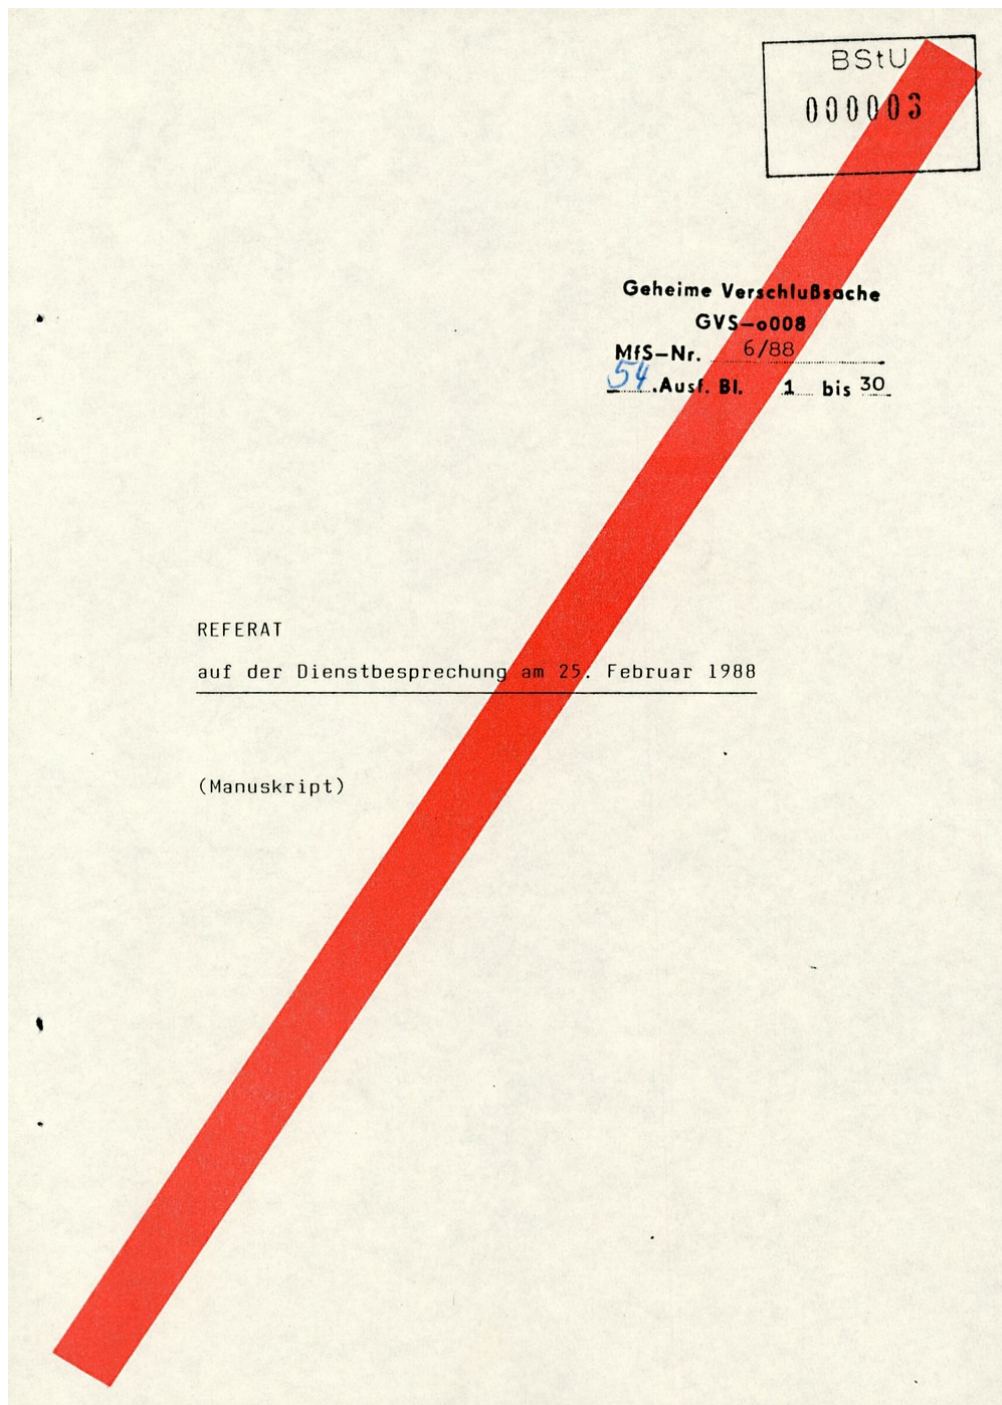 BStU
000003
Geheime Verschlußsache
GVS-o008
MfS-Nr. 6/88
54.Ausf. Bl. 1 bis 30
REFERAT
auf der Dienstbesprechung am 25. Februar 1988
(Manuskript)